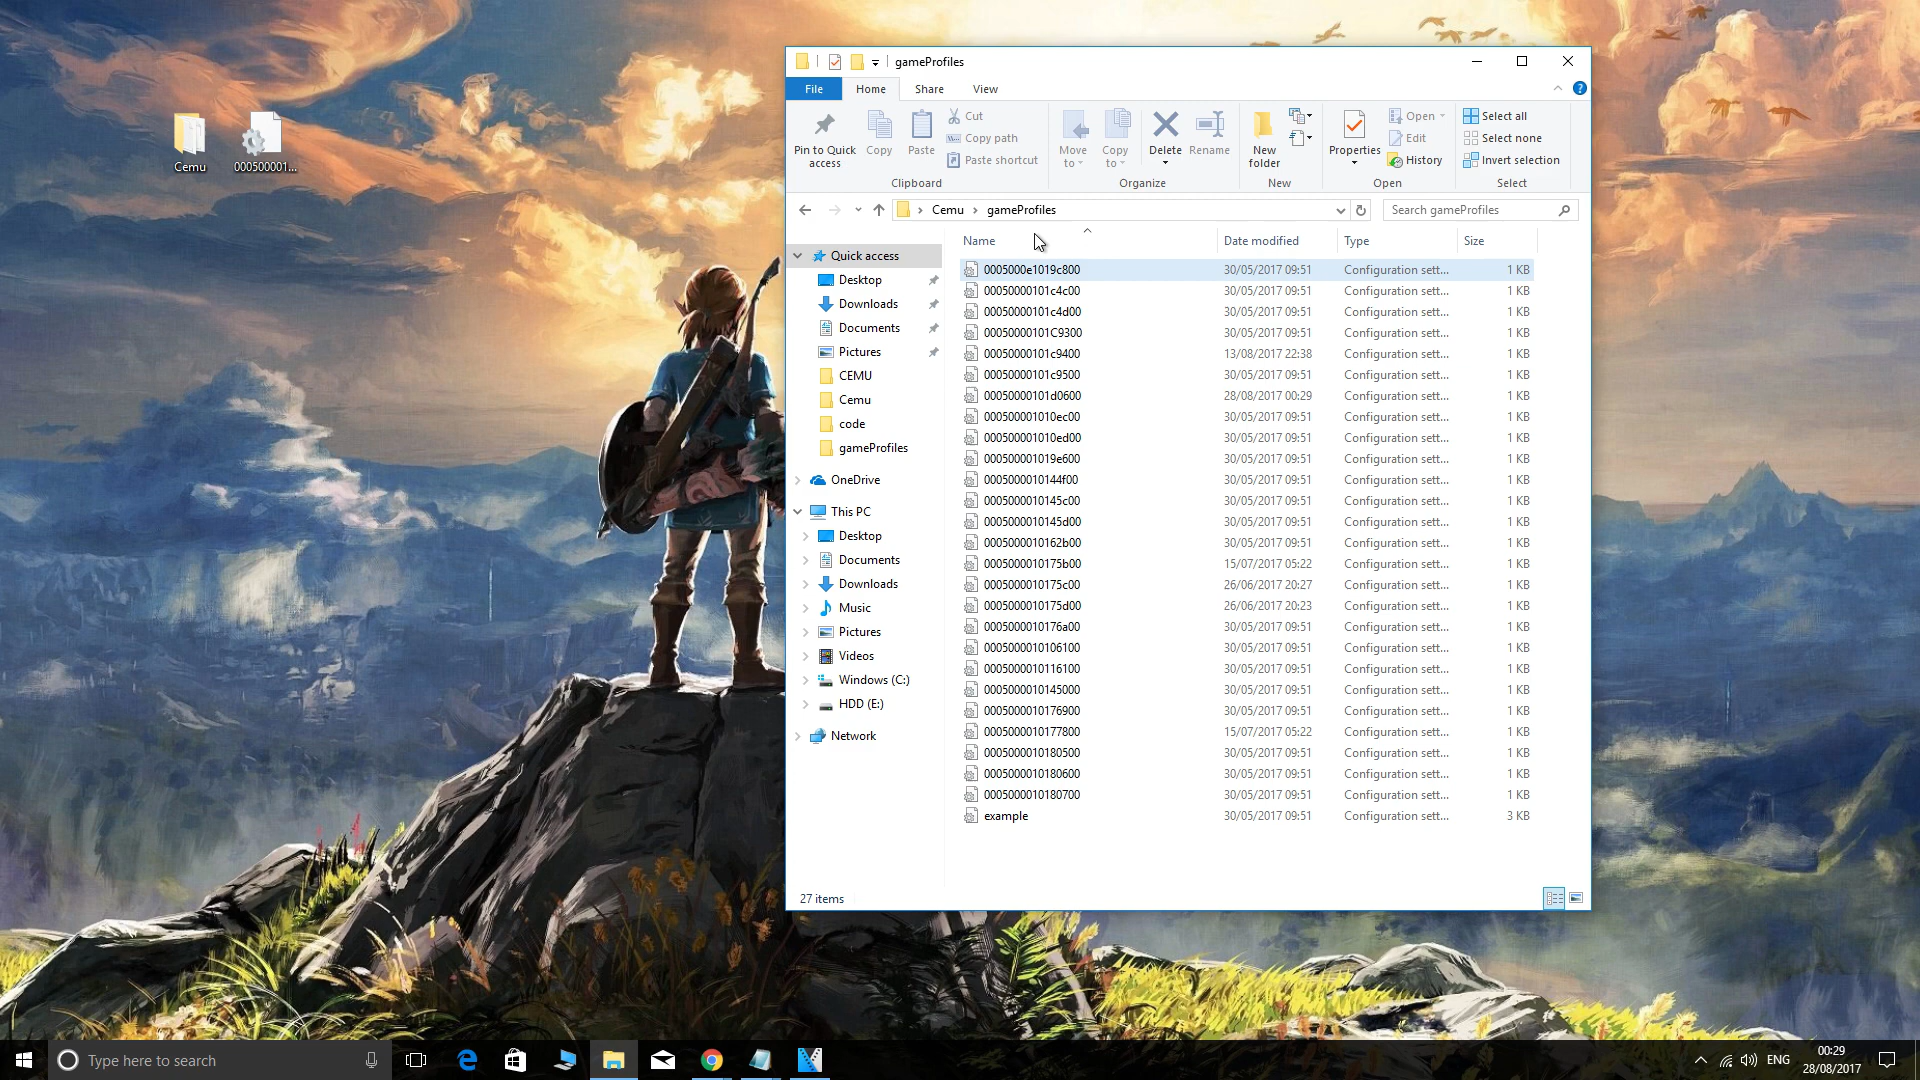 Cemu
000500001...
gameProfiles
File
Home
Share
View
Pin to Quick access
Copy
Paste
Cut
Copy path
Paste shortcut
Clipboard
Move to
Copy to
Delete
Rename
Organize
New folder
New
Properties
Open
Edit
History
Open
Select all
Select none
Invert selection
Select
Cemu > gameProfiles
Search gameProfiles
Quick access
Desktop
Downloads
Documents
Pictures
CEMU
Cemu
code
gameProfiles
OneDrive
This PC
Desktop
Documents
Downloads
Music
Pictures
Videos
Windows (C:)
HDD (E:)
Network
Name Date modified Type Size
0005000e1019c800 30/05/2017 09:51 Configuration sett... 1 KB
00050000101c4c00 30/05/2017 09:51 Configuration sett... 1 KB
00050000101c4d00 30/05/2017 09:51 Configuration sett... 1 KB
00050000101C9300 30/05/2017 09:51 Configuration sett... 1 KB
00050000101c9400 13/08/2017 22:38 Configuration sett... 1 KB
00050000101c9500 30/05/2017 09:51 Configuration sett... 1 KB
00050000101d0600 28/08/2017 00:29 Configuration sett... 1 KB
000500001010ec00 30/05/2017 09:51 Configuration sett... 1 KB
000500001010ed00 30/05/2017 09:51 Configuration sett... 1 KB
000500001019e600 30/05/2017 09:51 Configuration sett... 1 KB
0005000010144f00 30/05/2017 09:51 Configuration sett... 1 KB
0005000010145c00 30/05/2017 09:51 Configuration sett... 1 KB
0005000010145d00 30/05/2017 09:51 Configuration sett... 1 KB
0005000010162b00 30/05/2017 09:51 Configuration sett... 1 KB
0005000010175b00 15/07/2017 05:22 Configuration sett... 1 KB
0005000010175c00 26/06/2017 20:27 Configuration sett... 1 KB
0005000010175d00 26/06/2017 20:23 Configuration sett... 1 KB
0005000010176a00 30/05/2017 09:51 Configuration sett... 1 KB
0005000010106100 30/05/2017 09:51 Configuration sett... 1 KB
0005000010116100 30/05/2017 09:51 Configuration sett... 1 KB
0005000010145000 30/05/2017 09:51 Configuration sett... 1 KB
0005000010176900 30/05/2017 09:51 Configuration sett... 1 KB
0005000010177800 15/07/2017 05:22 Configuration sett... 1 KB
0005000010180500 30/05/2017 09:51 Configuration sett... 1 KB
0005000010180600 30/05/2017 09:51 Configuration sett... 1 KB
0005000010180700 30/05/2017 09:51 Configuration sett... 1 KB
example 30/05/2017 09:51 Configuration sett... 3 KB
27 items
Type here to search
ENG
00:29
28/08/2017